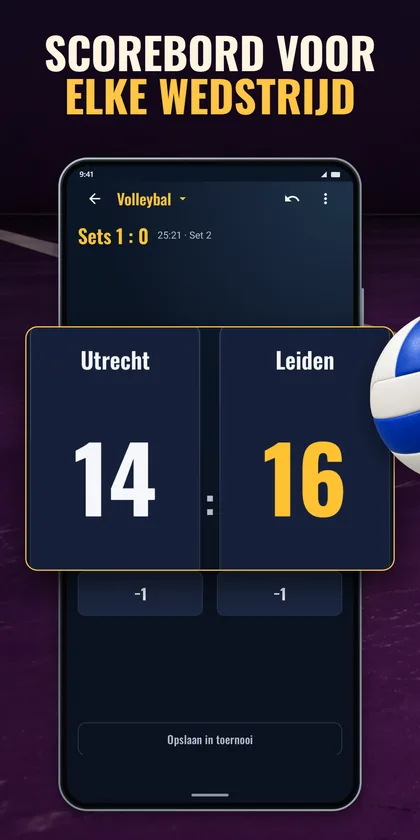 SCOREBORD VOOR
ELKE WEDSTRIJD
9:41
Volleybal
Sets 1 : 0 25:21 · Set 2
Utrecht Leiden
14 : 16
-1 -1
Opslaan in toernooi